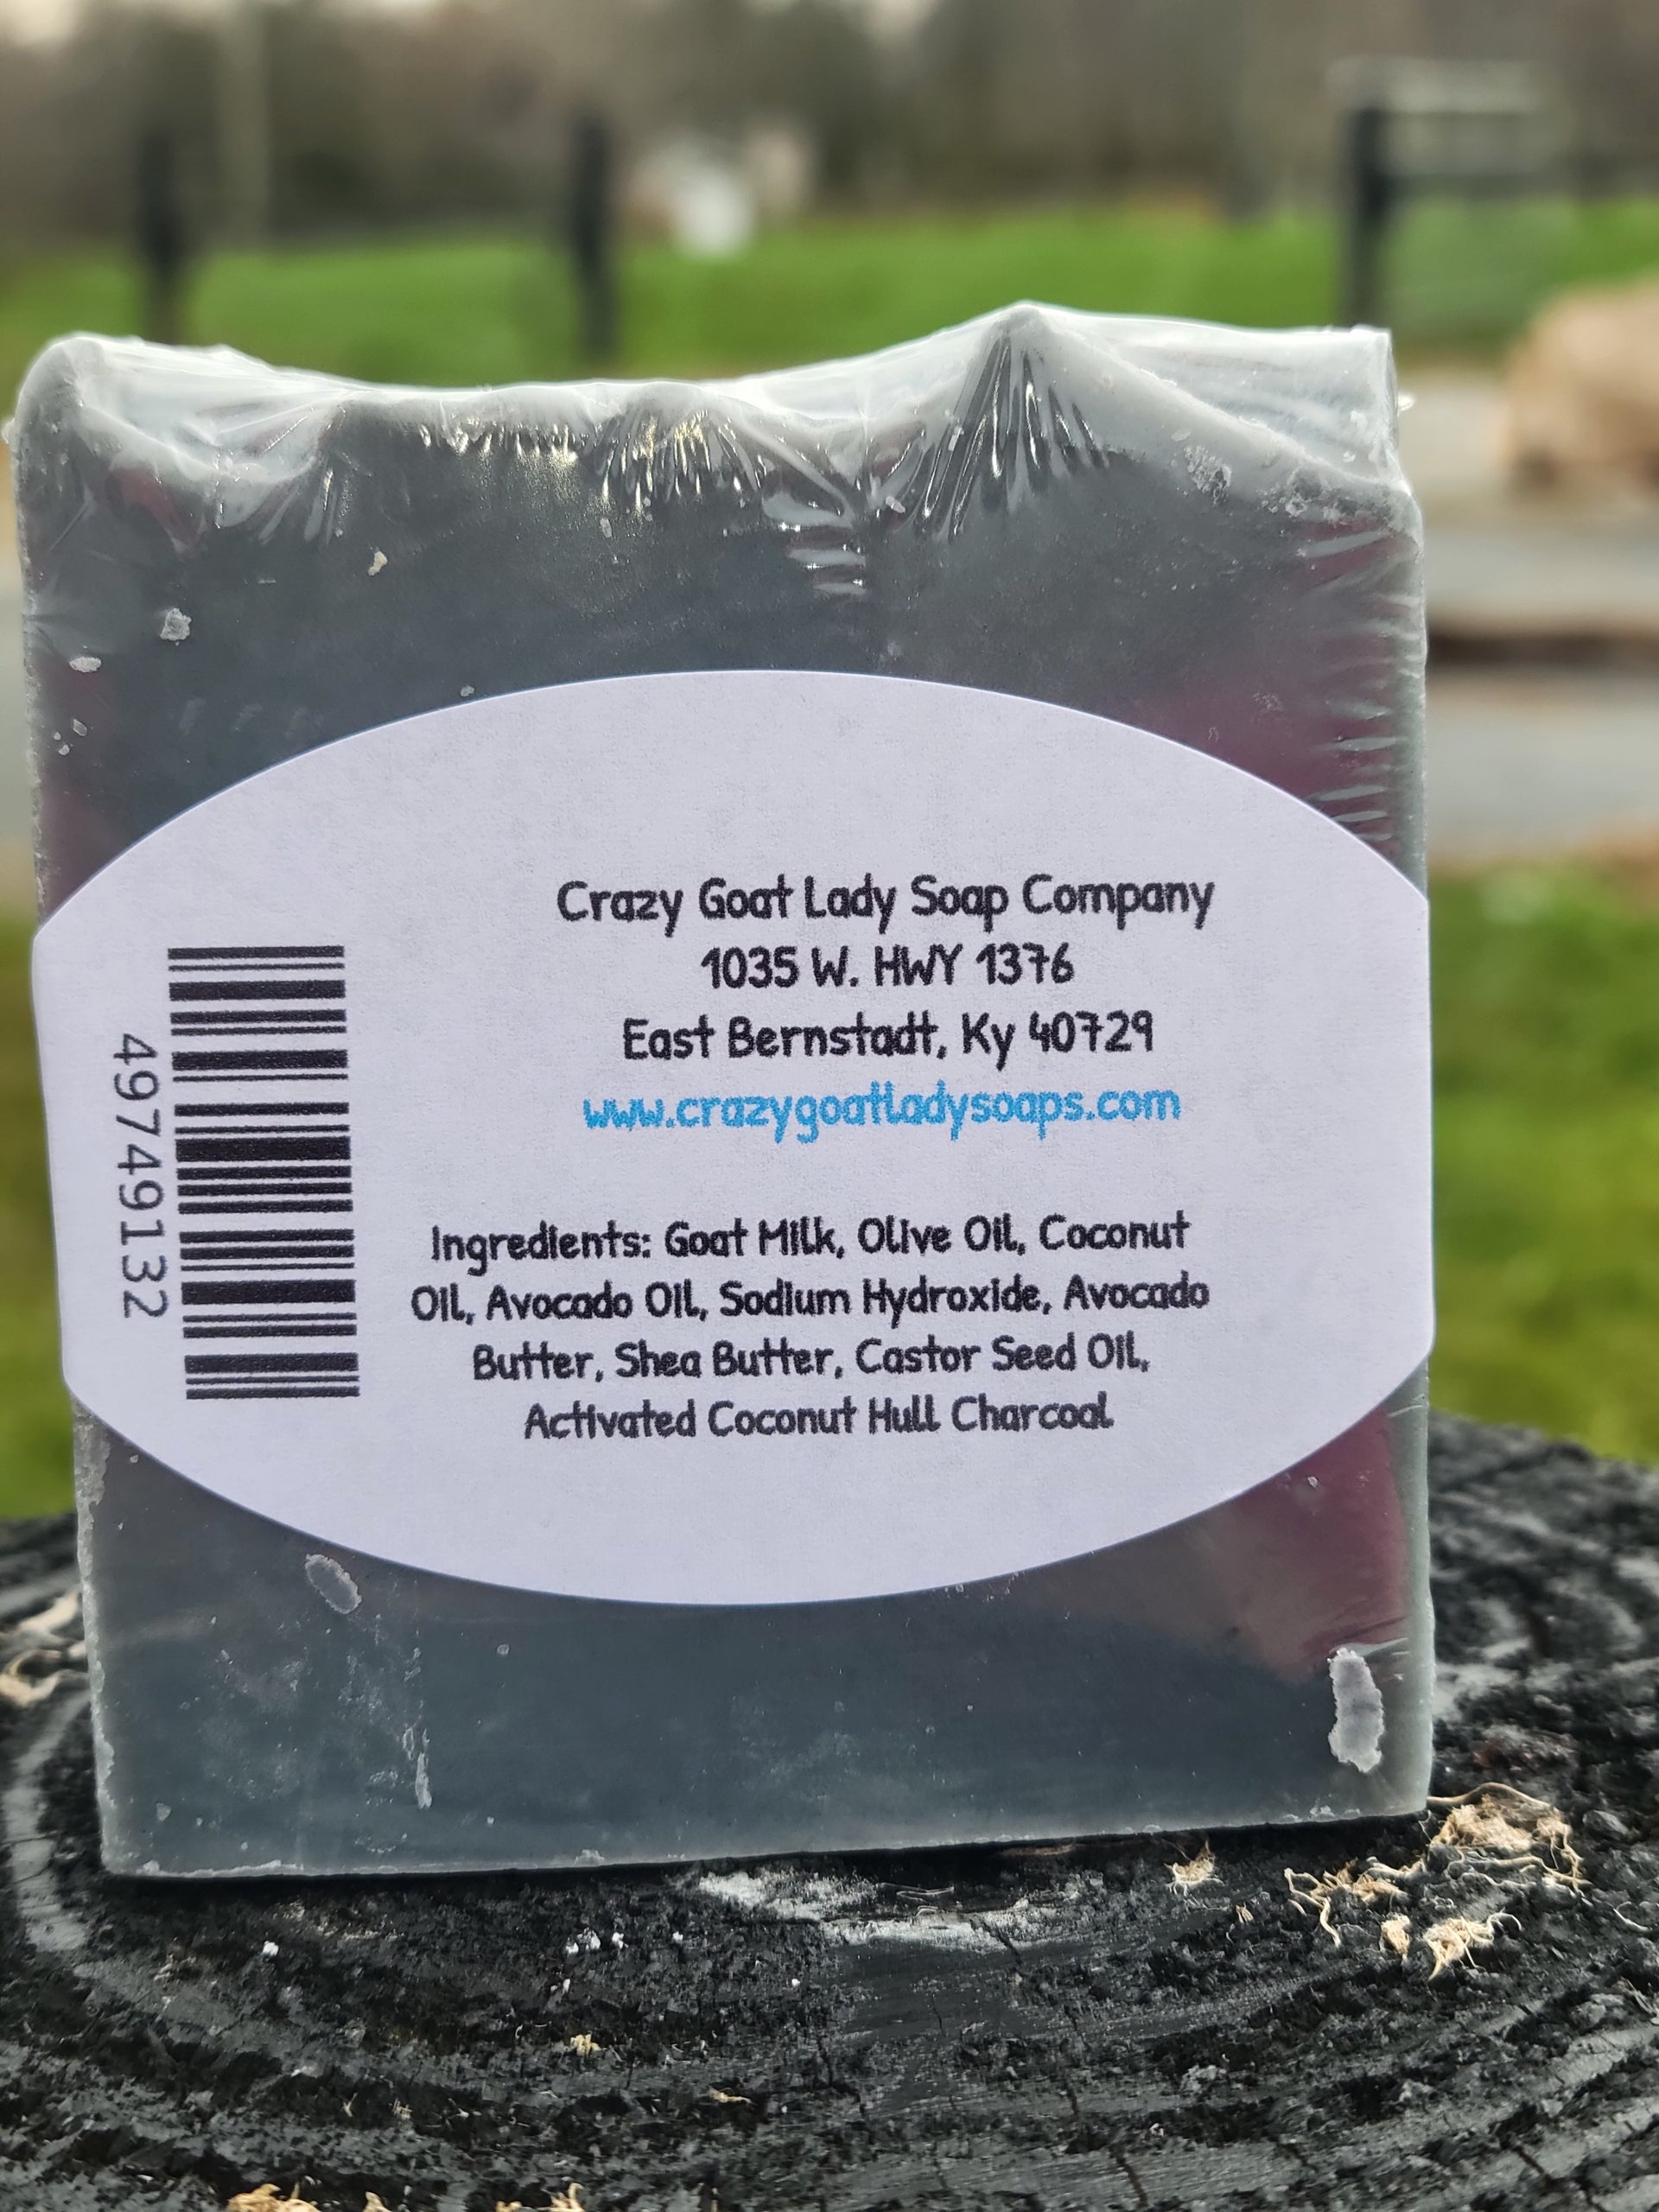 Crazy Goat Lady Soap Company
1035 W. HWY 1376
East Bernstadt, Ky 40729
www.crazygoatladysoaps.com
Ingredients: Goat Milk, Olive Oil, Coconut
Oil, Avocado Oil, Sodium Hydroxide, Avocado
Butter, Shea Butter, Castor Seed Oil,
Activated Coconut Hull Charcoal
49749132